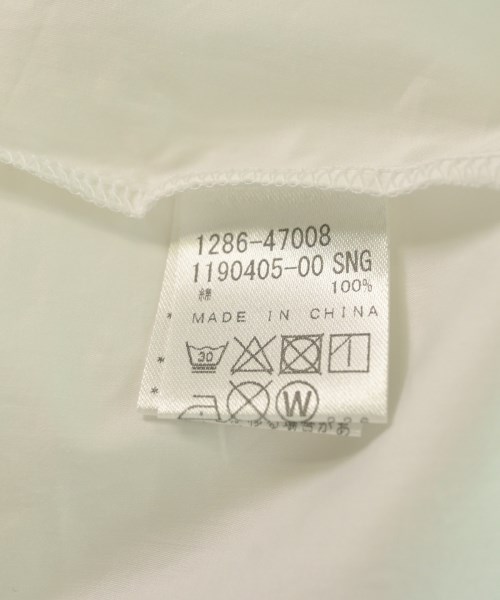 1286-47008
1190405-00 SNG
綿 100%
* MADE IN CHINA
30
*
*
W